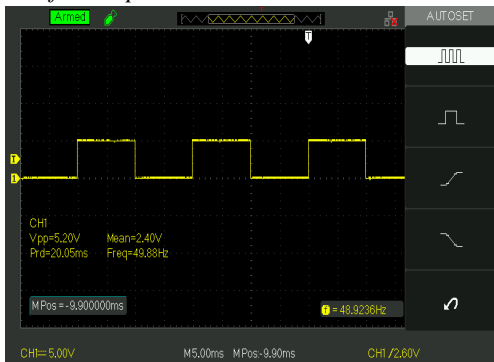 Armed AUTOSET
T
T
1
CH1
Vpp=5.20V Mean=2.40V
Prd=20.05ms Freq=49.88Hz
MPos = -9.900000ms
f = 48.9236Hz
CH1 5.00V M5.00ms MPos:-9.90ms CH1 /2.60V